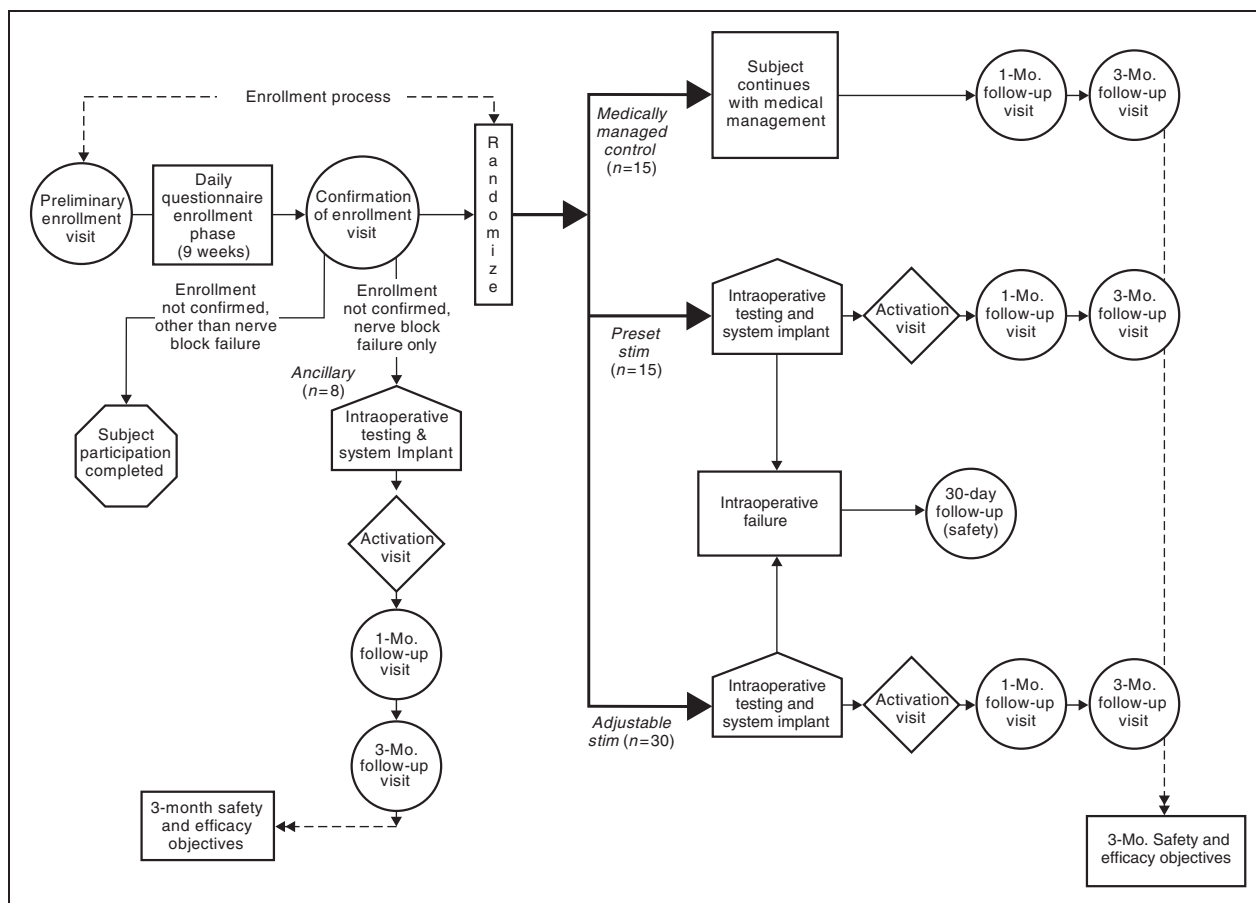 Enrollment process
Preliminary
enrollment
visit
Daily
questionnaire
enrollment
phase
(9 weeks)
Confirmation
of enrollment
visit
Randomize
Enrollment
not confirmed,
other than nerve
block failure
Enrollment
not confirmed,
nerve block
failure only
Subject
participation
completed
Ancillary
(n=8)
Intraoperative
testing &
system Implant
Activation
visit
1-Mo.
follow-up
visit
3-Mo.
follow-up
visit
3-month safety
and efficacy
objectives
Medically
managed
control
(n=15)
Subject
continues
with medical
management
1-Mo.
follow-up
visit
3-Mo.
follow-up
visit
Preset
stim
(n=15)
Intraoperative
testing and
system implant
Activation
visit
1-Mo.
follow-up
visit
3-Mo.
follow-up
visit
Intraoperative
failure
30-day
follow-up
(safety)
Adjustable
stim (n=30)
Intraoperative
testing and
system implant
Activation
visit
1-Mo.
follow-up
visit
3-Mo.
follow-up
visit
3-Mo. Safety and
efficacy objectives